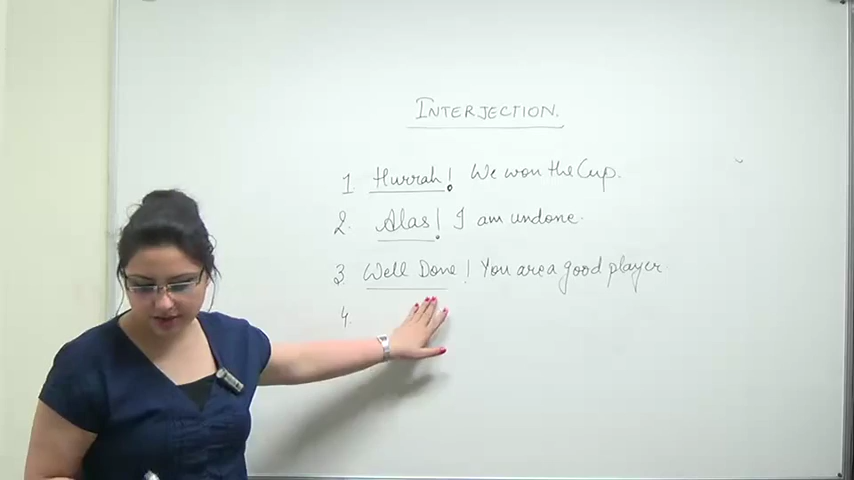 INTERJECTION.
1. Hurrah! We won the Cup.
2. Alas! I am undone.
3. Well Done! You are a good player.
4.